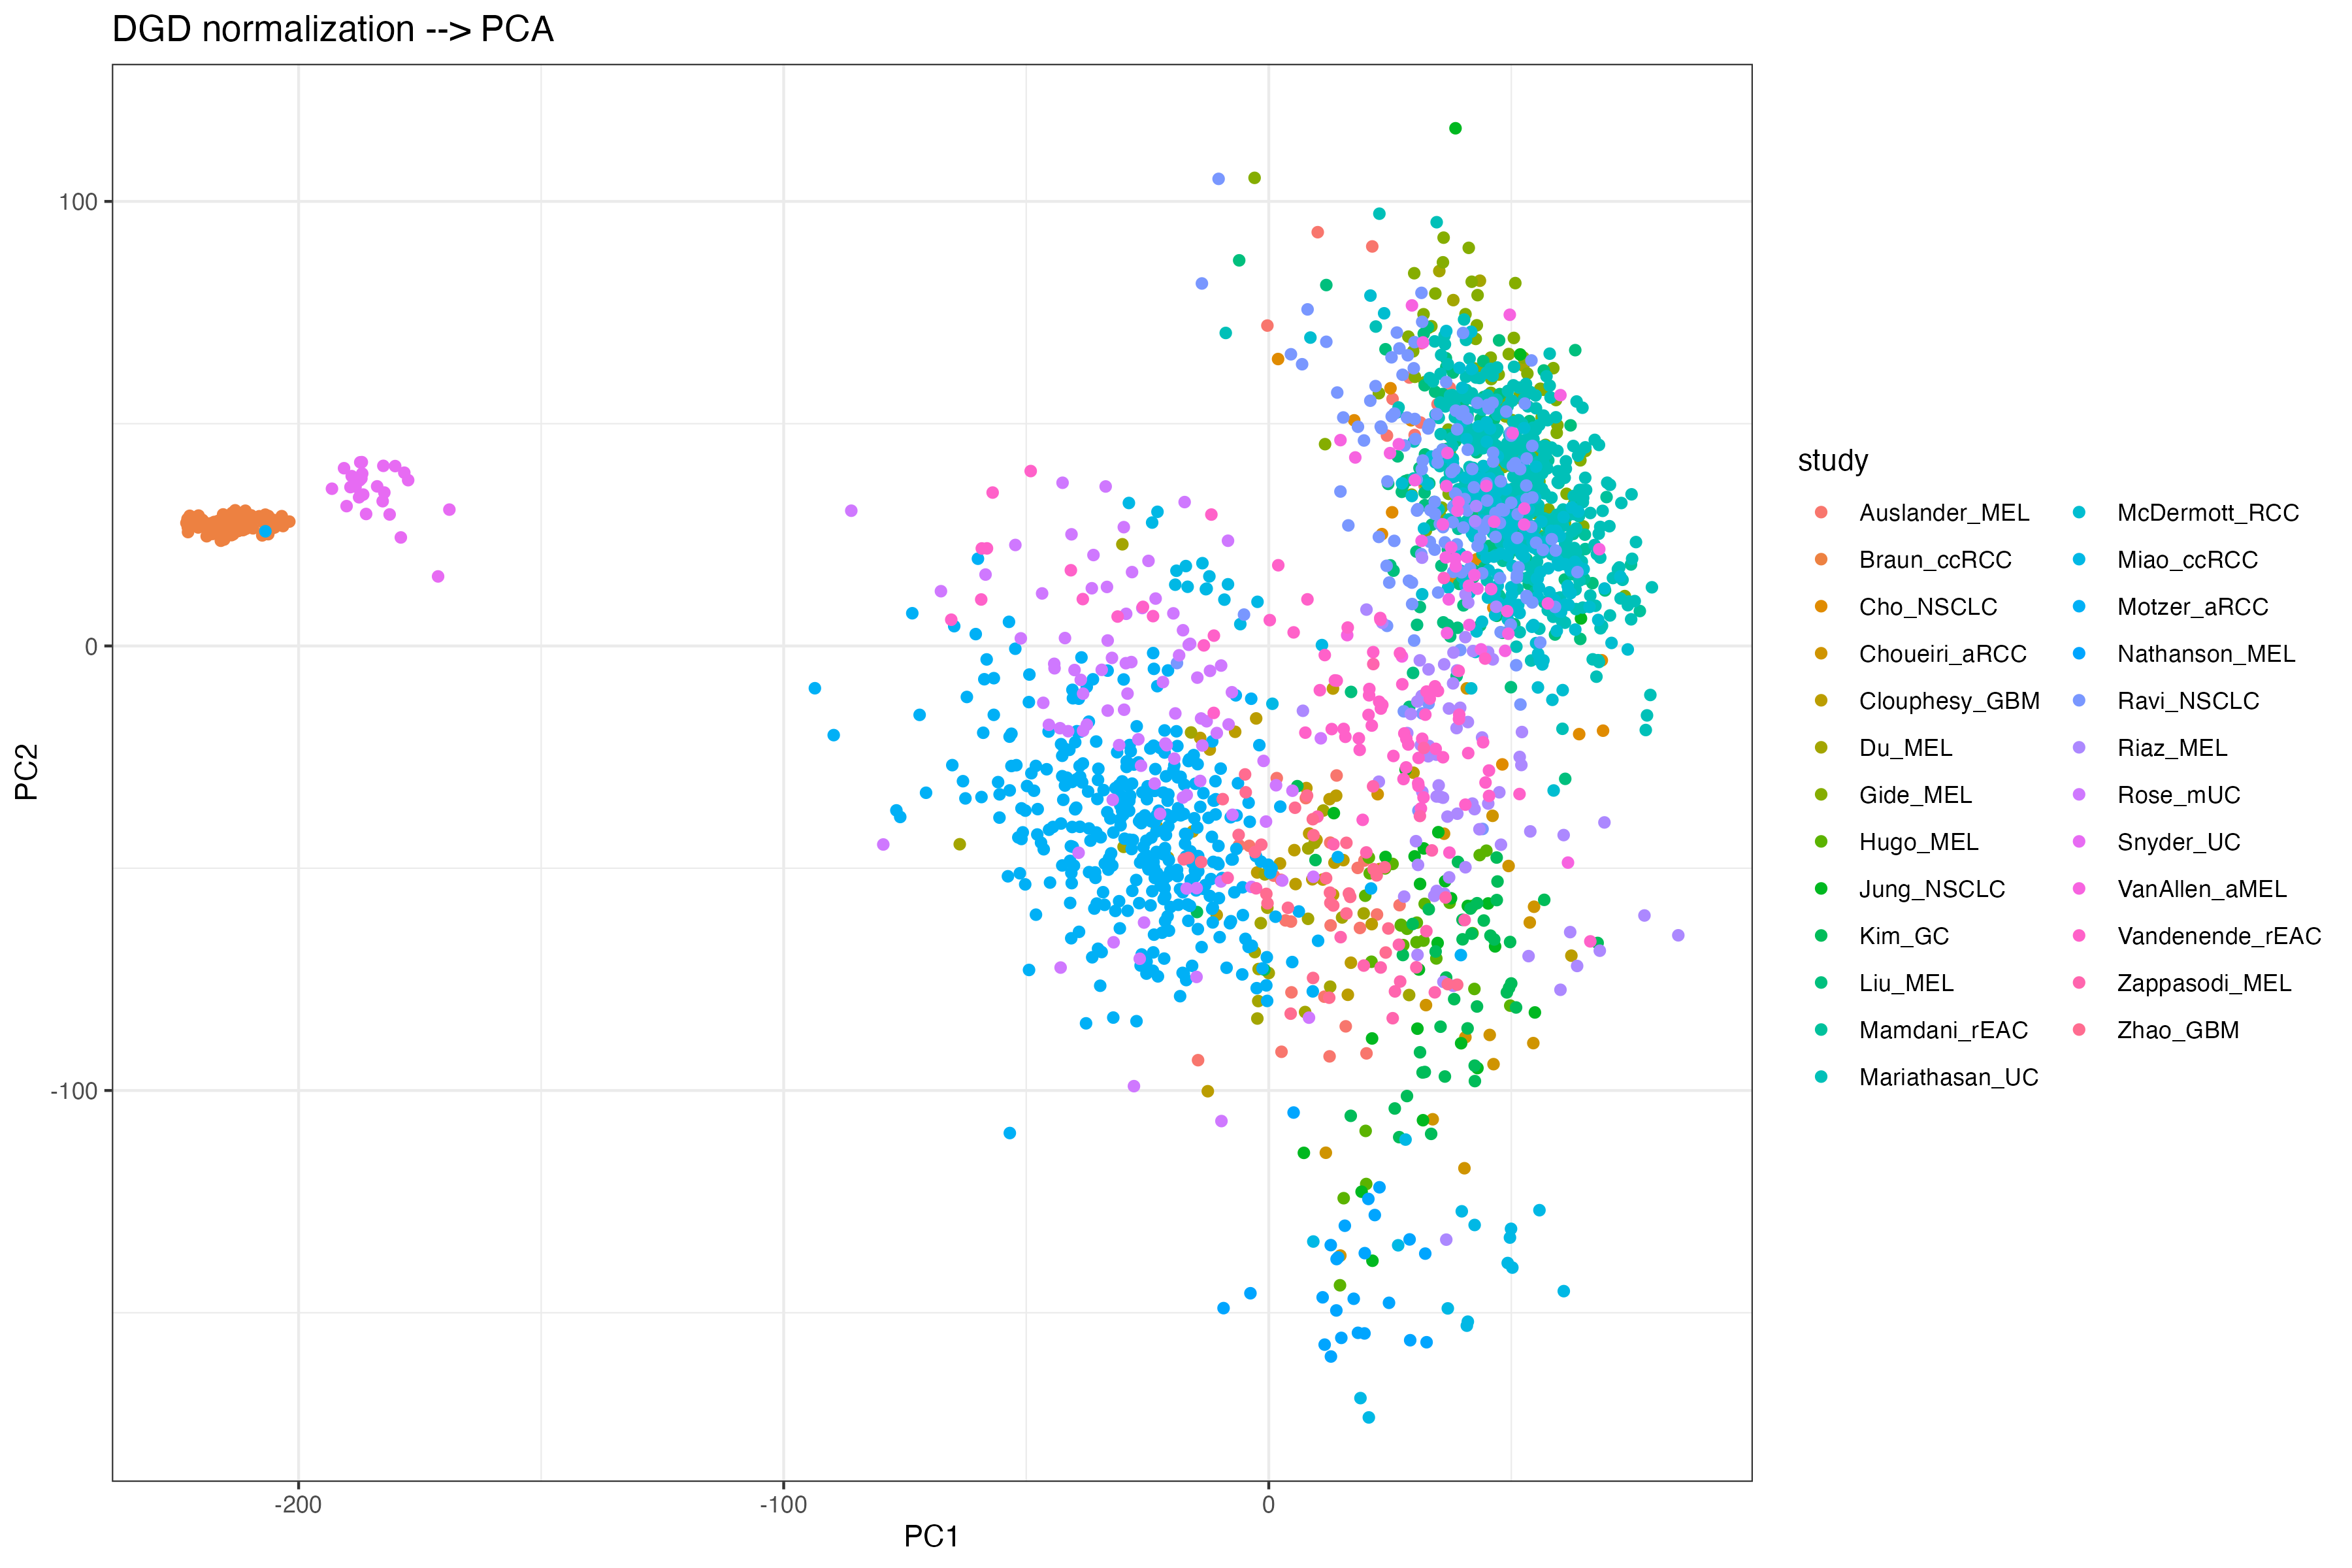 DGD normalization --> PCA
100
0
-100
PC2
-200
-100
0
PC1
study
Auslander_MEL
Braun_ccRCC
Cho_NSCLC
Choueiri_aRCC
Clouphesy_GBM
Du_MEL
Gide_MEL
Hugo_MEL
Jung_NSCLC
Kim_GC
Liu_MEL
Mamdani_rEAC
Mariathasan_UC
McDermott_RCC
Miao_ccRCC
Motzer_aRCC
Nathanson_MEL
Ravi_NSCLC
Riaz_MEL
Rose_mUC
Snyder_UC
VanAllen_aMEL
Vandenende_rEAC
Zappasodi_MEL
Zhao_GBM